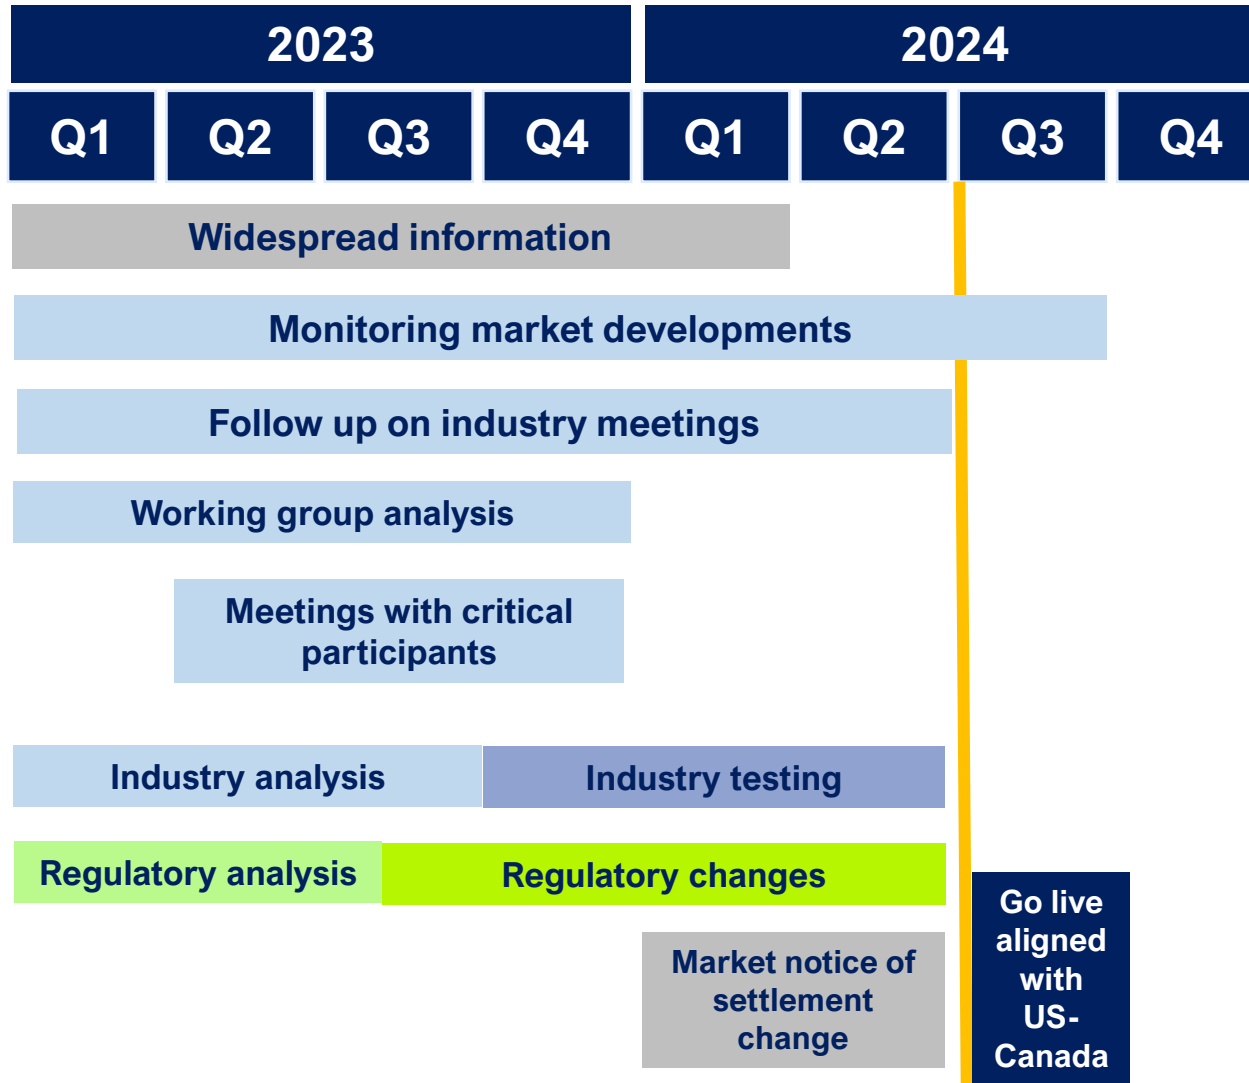 2023
2024
Q1
Q2
Q3
Q4
Q1
Q2
Q3
Q4
Widespread information
Monitoring market developments
Follow up on industry meetings
Working group analysis
Meetings with critical
participants
Industry analysis
Industry testing
Regulatory analysis
Regulatory changes
Market notice of
settlement
change
Go live
aligned
with
US-
Canada